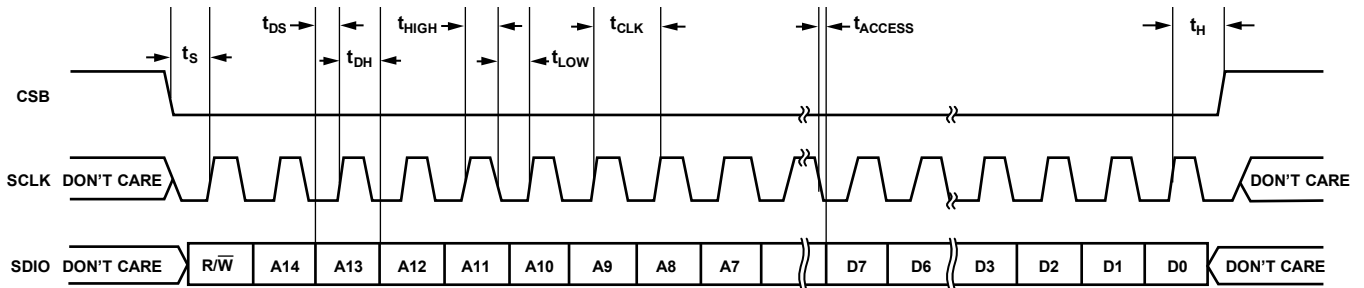 tDS tHIGH tCLK tACCESS tH
tS tDH tLOW
CSB
SCLK DON'T CARE DON'T CARE
SDIO DON'T CARE R/W̅ A14 A13 A12 A11 A10 A9 A8 A7 D7 D6 D3 D2 D1 D0 DON'T CARE